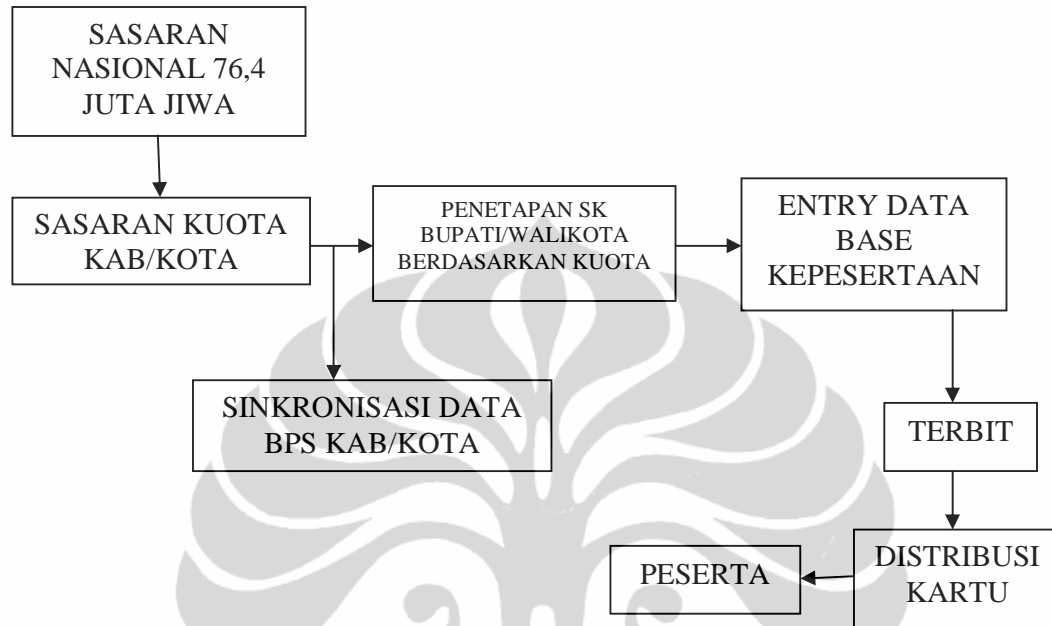 SASARAN
NASIONAL 76,4
JUTA JIWA
SASARAN KUOTA
KAB/KOTA
PENETAPAN SK
BUPATI/WALIKOTA
BERDASARKAN KUOTA
ENTRY DATA
BASE
KEPESERTAAN
SINKRONISASI DATA
BPS KAB/KOTA
TERBIT
DISTRIBUSI
KARTU
PESERTA